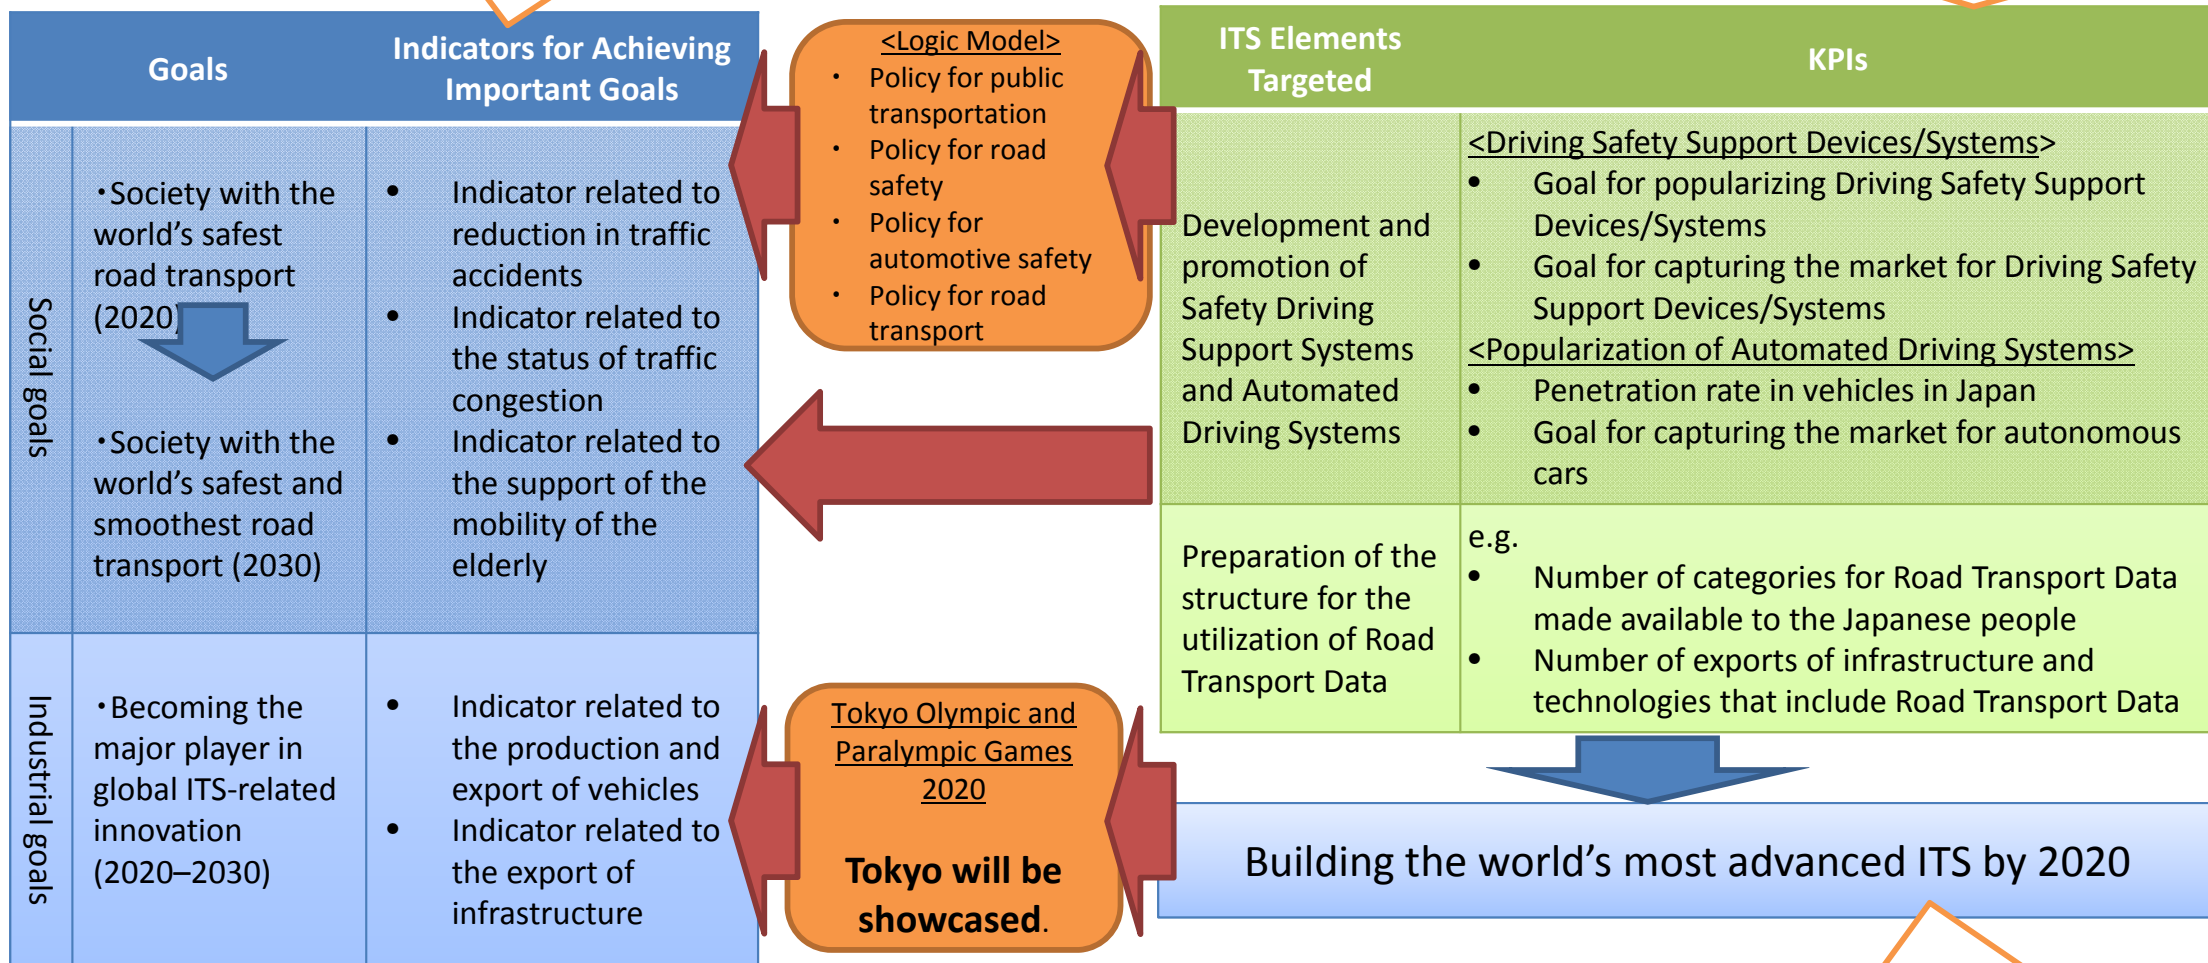 Goals
Indicators for Achieving
Important Goals
Social goals
・Society with the
world’s safest
road transport
(2020)
・Society with the
world’s safest and
smoothest road
transport (2030)
• Indicator related to
reduction in traffic
accidents
• Indicator related to
the status of traffic
congestion
• Indicator related to
the support of the
mobility of the
elderly
Industrial goals
・Becoming the
major player in
global ITS-related
innovation
(2020–2030)
• Indicator related to
the production and
export of vehicles
• Indicator related to
the export of
infrastructure
<Logic Model>
・ Policy for public
transportation
・ Policy for road
safety
・ Policy for
automotive safety
・ Policy for road
transport
Tokyo Olympic and
Paralympic Games
2020
Tokyo will be
showcased.
ITS Elements
Targeted
KPIs
Development and
promotion of
Safety Driving
Support Systems
and Automated
Driving Systems
<Driving Safety Support Devices/Systems>
• Goal for popularizing Driving Safety Support
Devices/Systems
• Goal for capturing the market for Driving Safety
Support Devices/Systems
<Popularization of Automated Driving Systems>
• Penetration rate in vehicles in Japan
• Goal for capturing the market for autonomous
cars
Preparation of the
structure for the
utilization of Road
Transport Data
e.g.
• Number of categories for Road Transport Data
made available to the Japanese people
• Number of exports of infrastructure and
technologies that include Road Transport Data
Building the world’s most advanced ITS by 2020